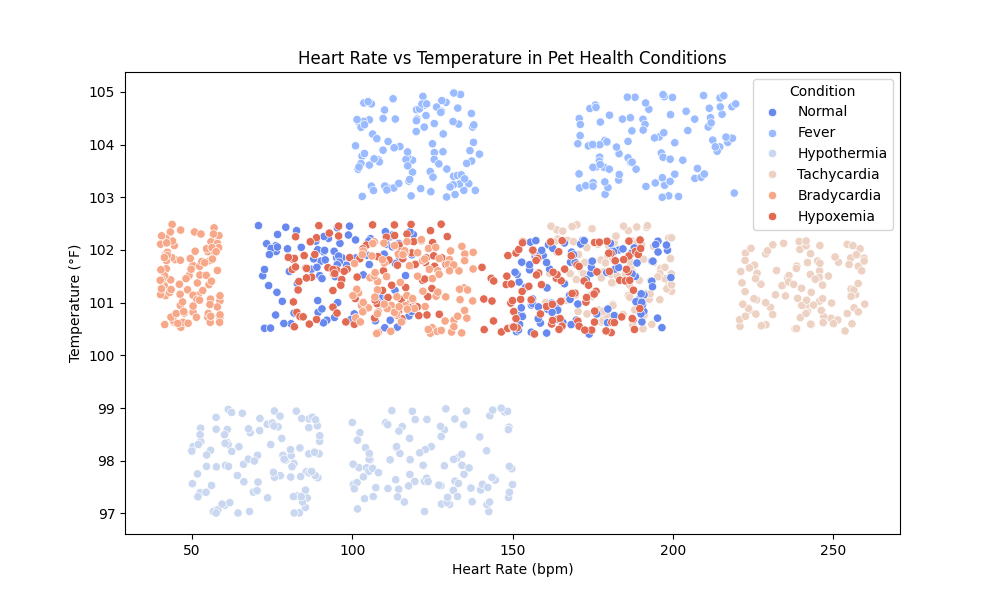 Heart Rate vs Temperature in Pet Health Conditions
Condition
Normal
Fever
Hypothermia
Tachycardia
Bradycardia
Hypoxemia
105
104
103
102
101
100
99
98
97
Temperature (°F)
50
100
150
200
250
Heart Rate (bpm)